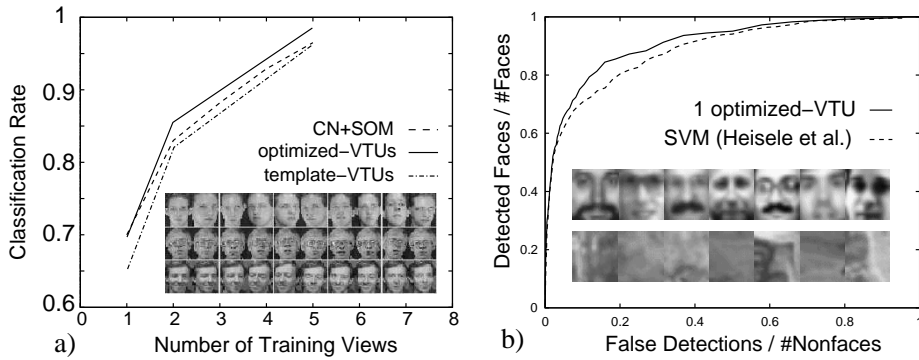 1
0.9
0.8
0.7
0.6
0 1 2 3 4 5 6 7 8
Classification Rate
Number of Training Views
CN+SOM
optimized−VTUs
template−VTUs
a)
1
0.8
0.6
0.4
0.2
0
0 0.2 0.4 0.6 0.8 1
Detected Faces / #Faces
False Detections / #Nonfaces
1 optimized−VTU
SVM (Heisele et al.)
b)